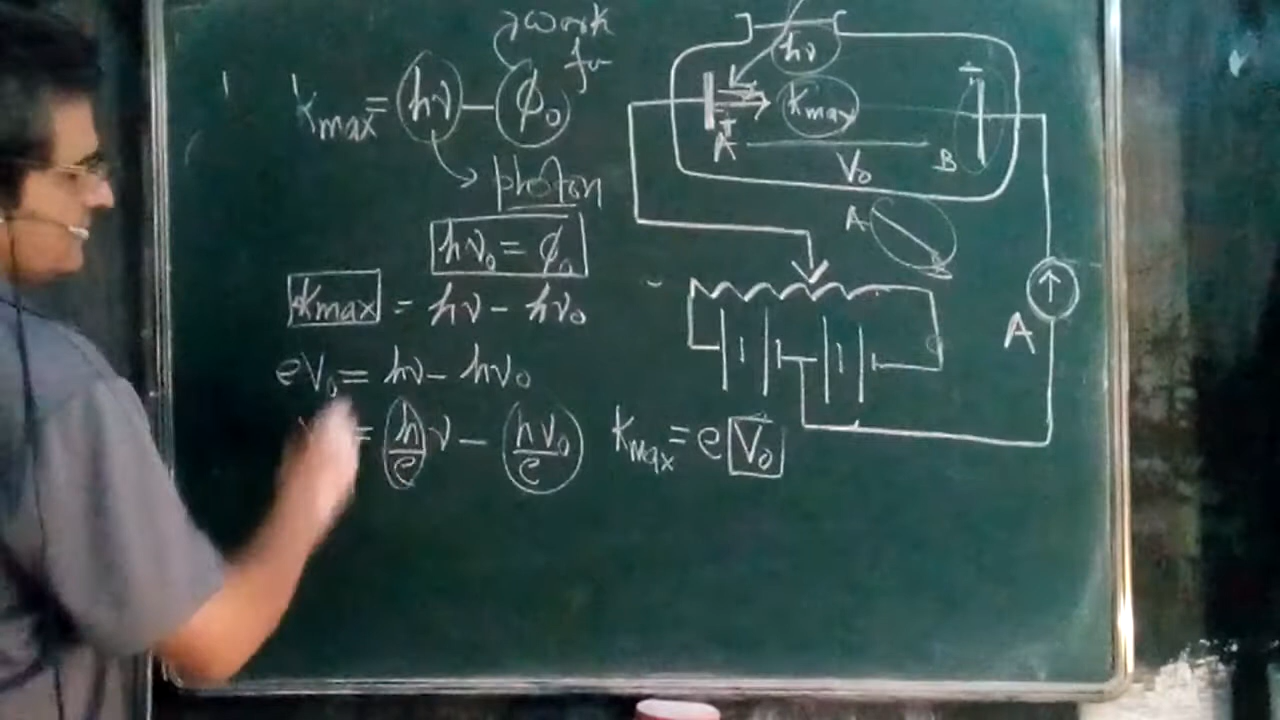 work
fn
Kmax = hν - ϕ₀
photon
hν₀ = ϕ₀
Kmax = hν - hν₀
eV₀ = hν - hν₀
= h/e ν - hν₀/e
Kmax = e V₀
hν
Kmax
+
A
V₀
B
-
A
A